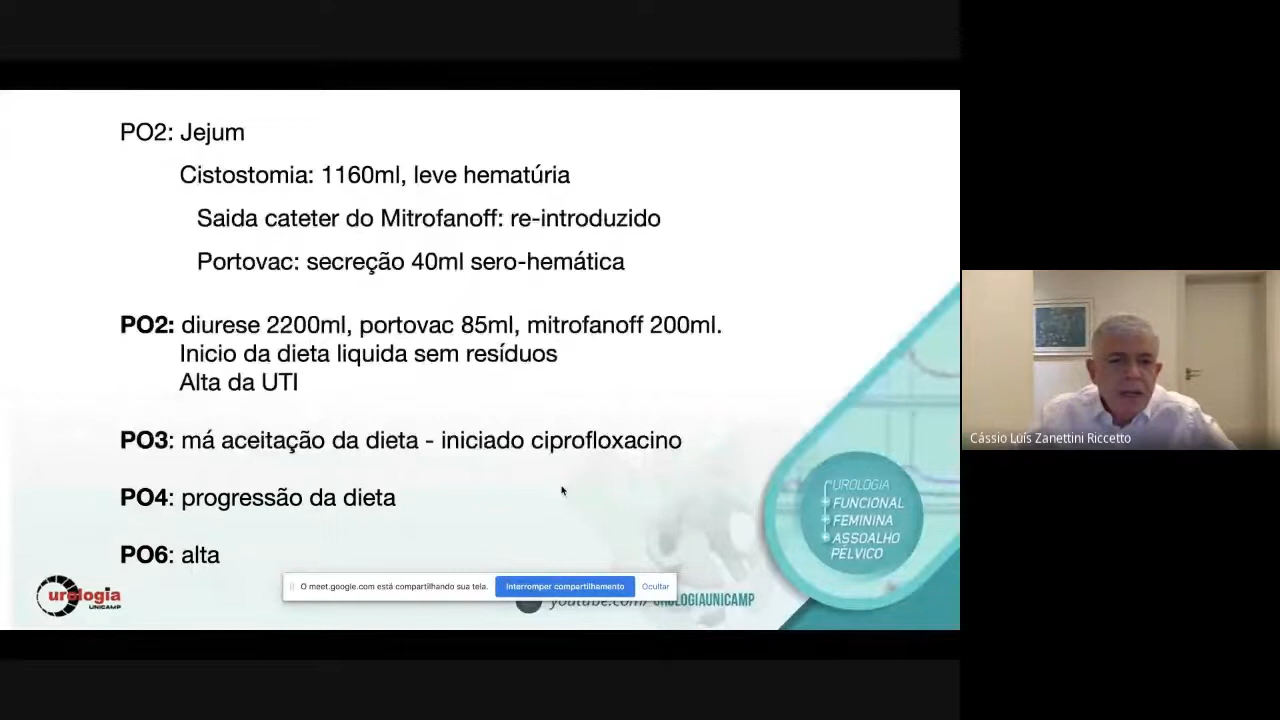 PO2: Jejum
Cistostomia: 1160ml, leve hematúria
Saida cateter do Mitrofanoff: re-introduzido
Portovac: secreção 40ml sero-hemática
PO2: diurese 2200ml, portovac 85ml, mitrofanoff 200ml.
Inicio da dieta liquida sem resíduos
Alta da UTI
PO3: má aceitação da dieta - iniciado ciprofloxacino
PO4: progressão da dieta
PO6: alta
UROLOGIA
FUNCIONAL
FEMININA
ASSOALHO
PÉLVICO
urologia
UNICAMP
O meet.google.com está compartilhando sua tela. Interromper compartilhamento Ocultar
youtube.com/UROLOGIAUNICAMP
Cássio Luís Zanettini Riccetto